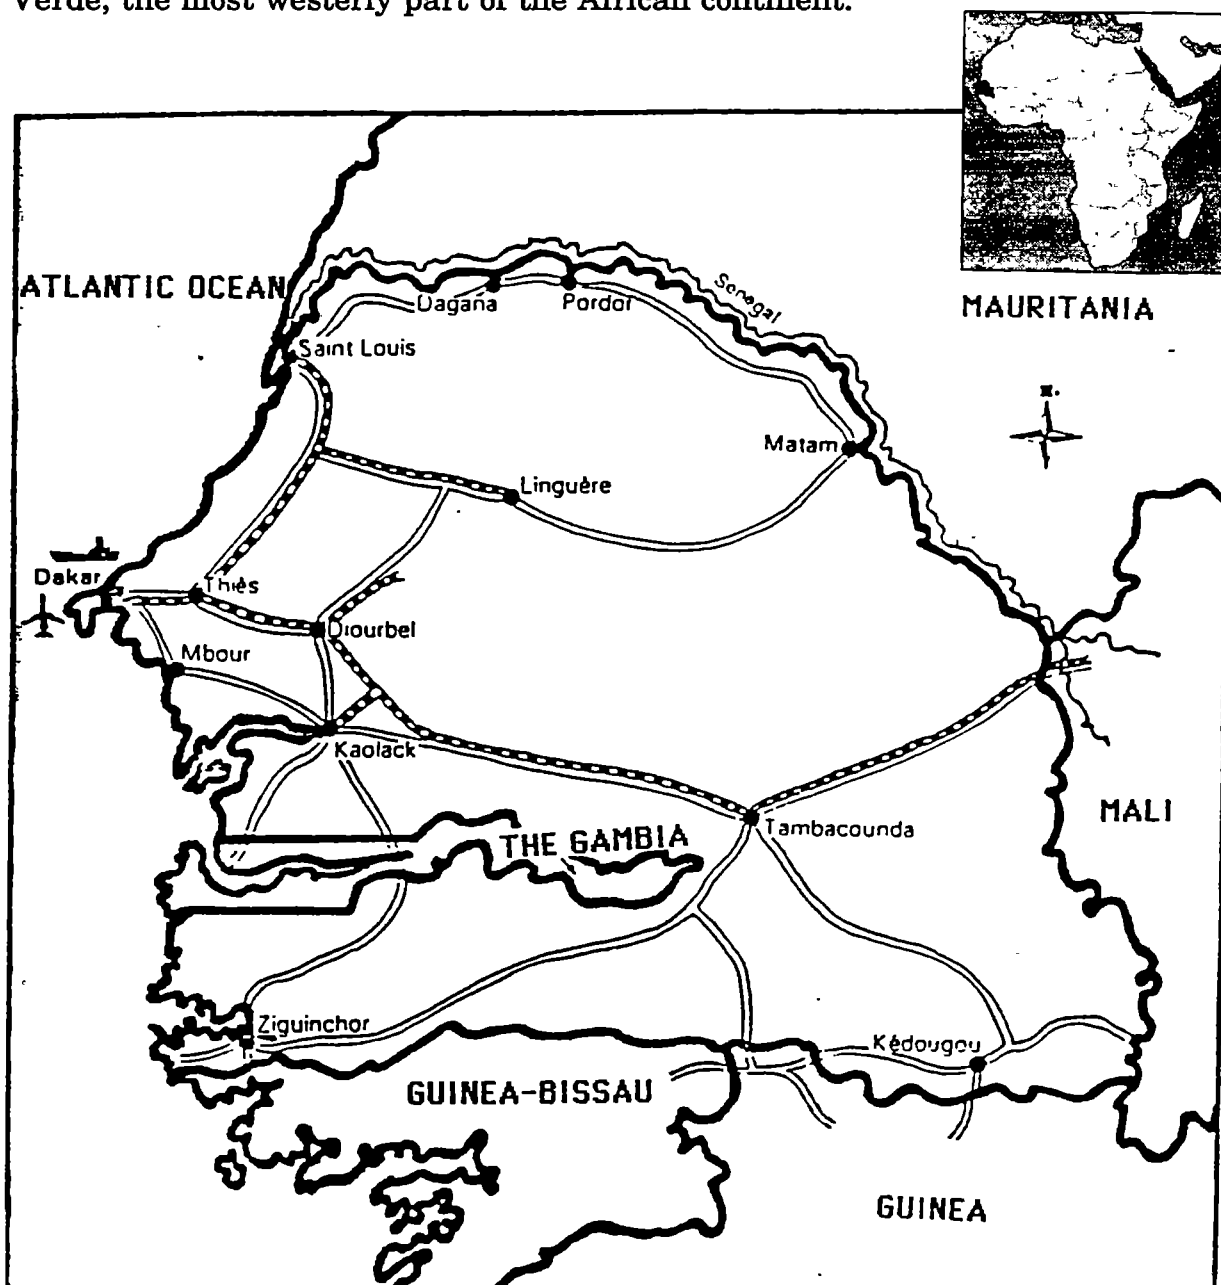 Verde, the most westerly part of the African continent.
ATLANTIC OCEAN
MAURITANIA
Senegal
Dagana
Pordor
Saint Louis
Matam
Linguère
Dakar
Thiès
Diourbel
Mbour
Kaolack
MALI
THE GAMBIA
Tambacounda
Ziguinchor
Kédougou
GUINEA-BISSAU
GUINEA